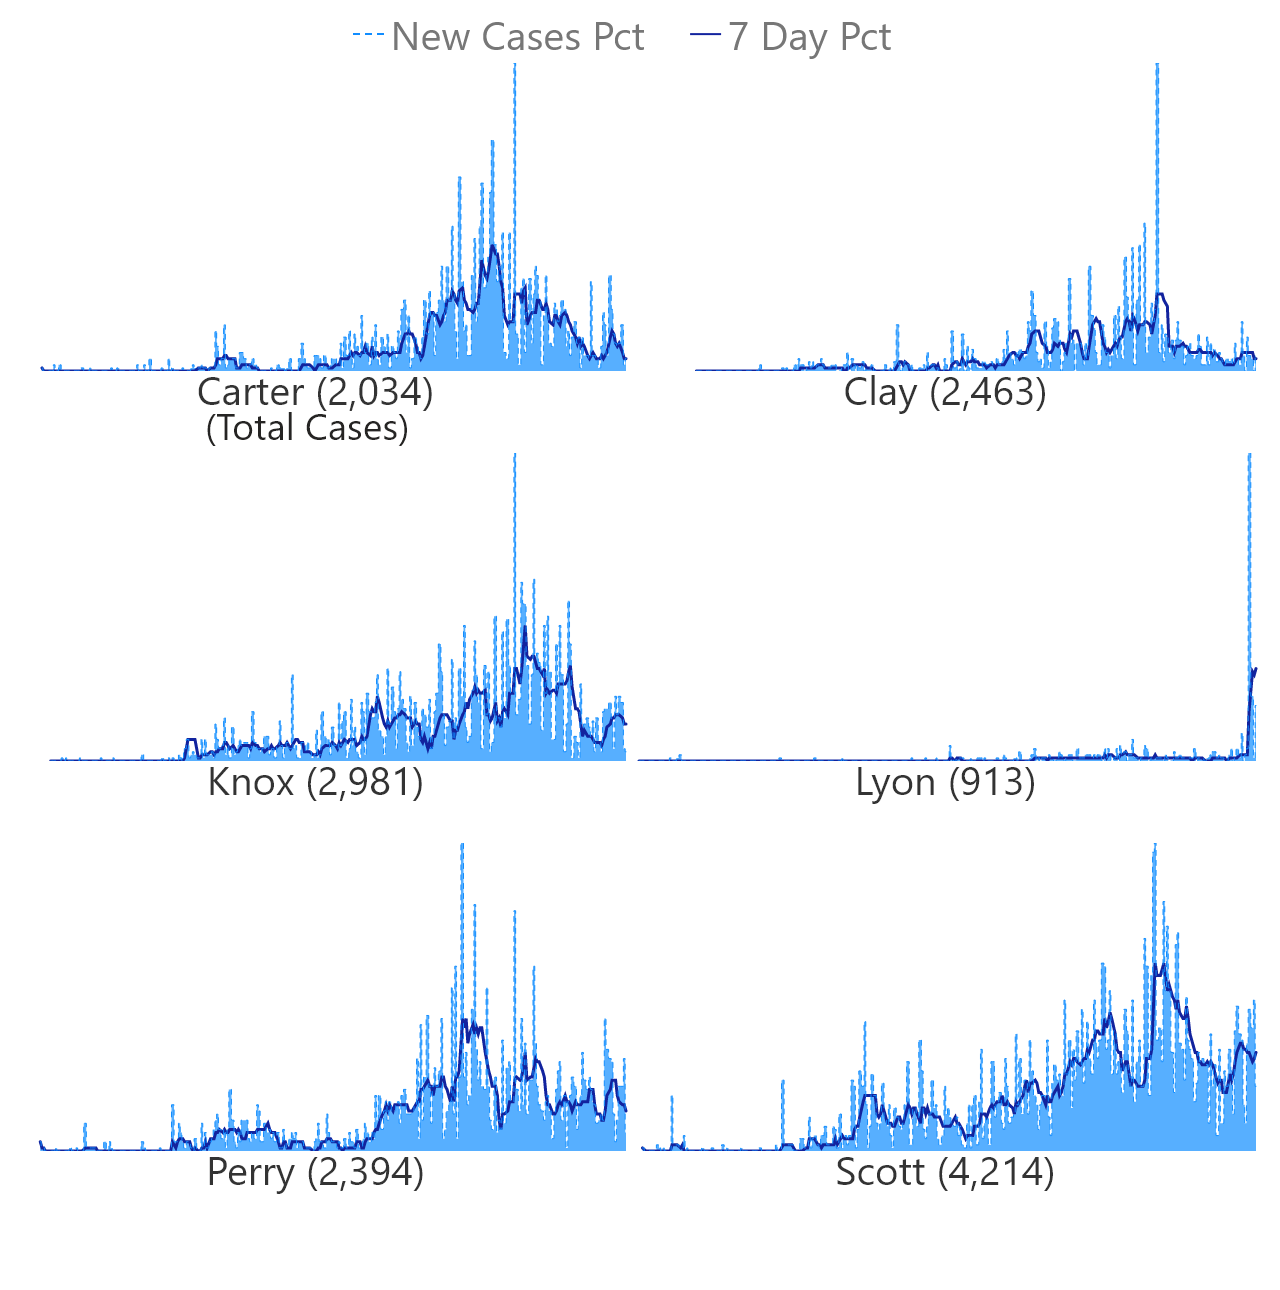 New Cases Pct 7 Day Pct
Carter (2,034) Clay (2,463)
(Total Cases)
Knox (2,981) Lyon (913)
Perry (2,394) Scott (4,214)